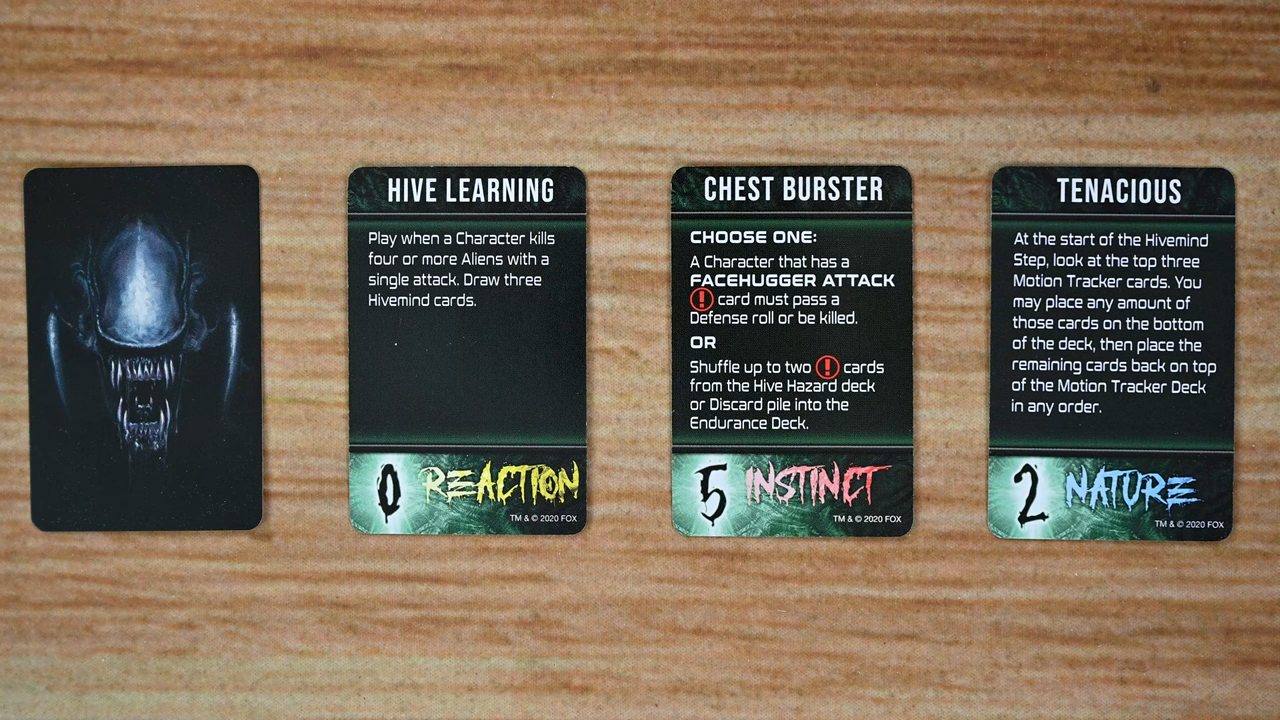 HIVE LEARNING
Play when a Character kills
four or more Aliens with a
single attack. Draw three
Hivemind cards.
0 REACTION
TM & © 2020 FOX
CHEST BURSTER
CHOOSE ONE:
A Character that has a
FACEHUGGER ATTACK
! card must pass a
Defense roll or be killed.
OR
Shuffle up to two ! cards
from the Hive Hazard deck
or Discard pile into the
Endurance Deck.
5 INSTINCT
TM & © 2020 FOX
TENACIOUS
At the start of the Hivemind
Step, look at the top three
Motion Tracker cards. You
may place any amount of
those cards on the bottom
of the deck, then place the
remaining cards back on top
of the Motion Tracker Deck
in any order.
2 NATURE
TM & © 2020 FOX